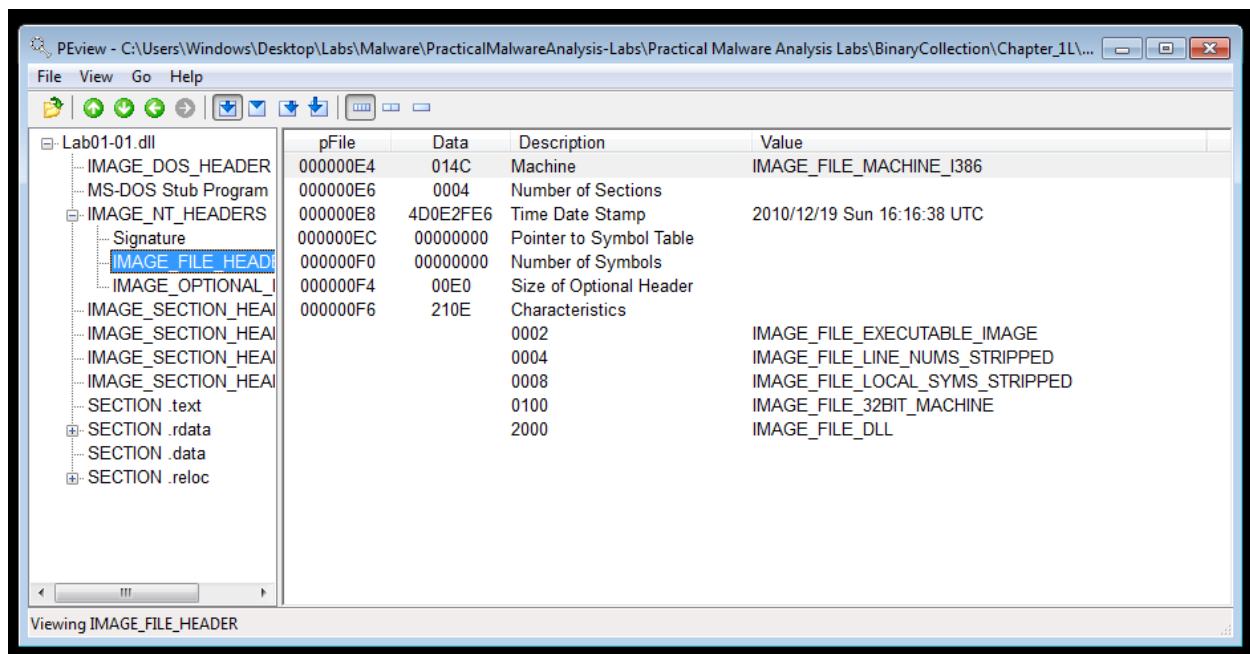 PEview - C:\Users\Windows\Desktop\Labs\Malware\PracticalMalwareAnalysis-Labs\Practical Malware Analysis Labs\BinaryCollection\Chapter_1L\...
File View Go Help
Lab01-01.dll
IMAGE_DOS_HEADER
MS-DOS Stub Program
IMAGE_NT_HEADERS
Signature
IMAGE_FILE_HEADE
IMAGE_OPTIONAL_
IMAGE_SECTION_HEA
IMAGE_SECTION_HEA
IMAGE_SECTION_HEA
IMAGE_SECTION_HEA
SECTION .text
SECTION .rdata
SECTION .data
SECTION .reloc
pFile Data Description Value
000000E4 014C Machine IMAGE_FILE_MACHINE_I386
000000E6 0004 Number of Sections
000000E8 4D0E2FE6 Time Date Stamp 2010/12/19 Sun 16:16:38 UTC
000000EC 00000000 Pointer to Symbol Table
000000F0 00000000 Number of Symbols
000000F4 00E0 Size of Optional Header
000000F6 210E Characteristics
0002 IMAGE_FILE_EXECUTABLE_IMAGE
0004 IMAGE_FILE_LINE_NUMS_STRIPPED
0008 IMAGE_FILE_LOCAL_SYMS_STRIPPED
0100 IMAGE_FILE_32BIT_MACHINE
2000 IMAGE_FILE_DLL
Viewing IMAGE_FILE_HEADER